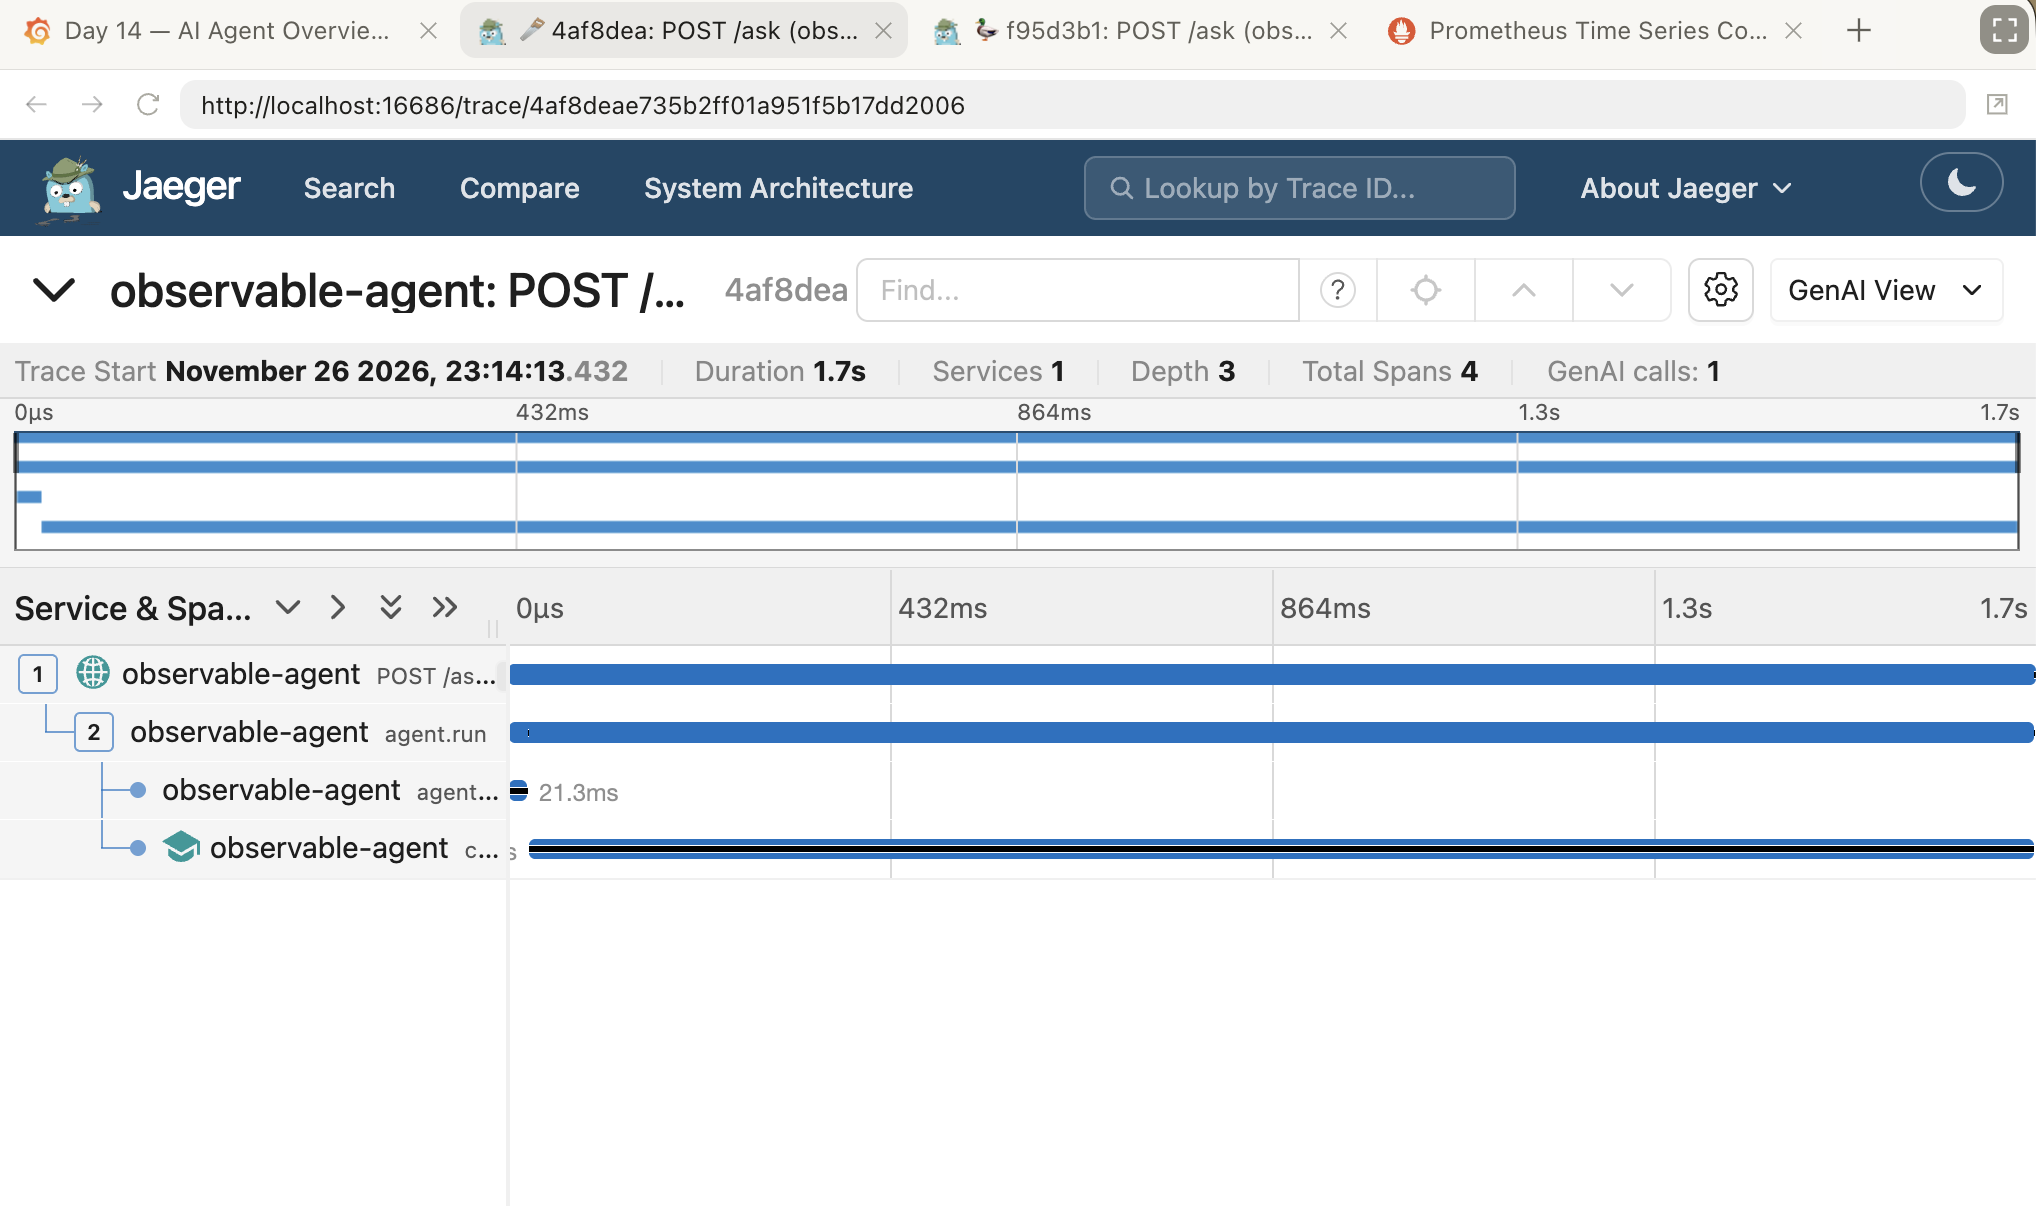 Day 14 — AI Agent Overvie...
4af8dea: POST /ask (obs...
f95d3b1: POST /ask (obs...
Prometheus Time Series Co...
http://localhost:16686/trace/4af8deae735b2ff01a951f5b17dd2006
Jaeger Search Compare System Architecture Lookup by Trace ID... About Jaeger
observable-agent: POST /... 4af8dea Find... ? GenAI View
Trace Start November 26 2026, 23:14:13.432 Duration 1.7s Services 1 Depth 3 Total Spans 4 GenAI calls: 1
0μs 432ms 864ms 1.3s 1.7s
Service & Spa... 0μs 432ms 864ms 1.3s 1.7s
1 observable-agent POST /as...
2 observable-agent agent.run
observable-agent agent... 21.3ms
observable-agent c... s